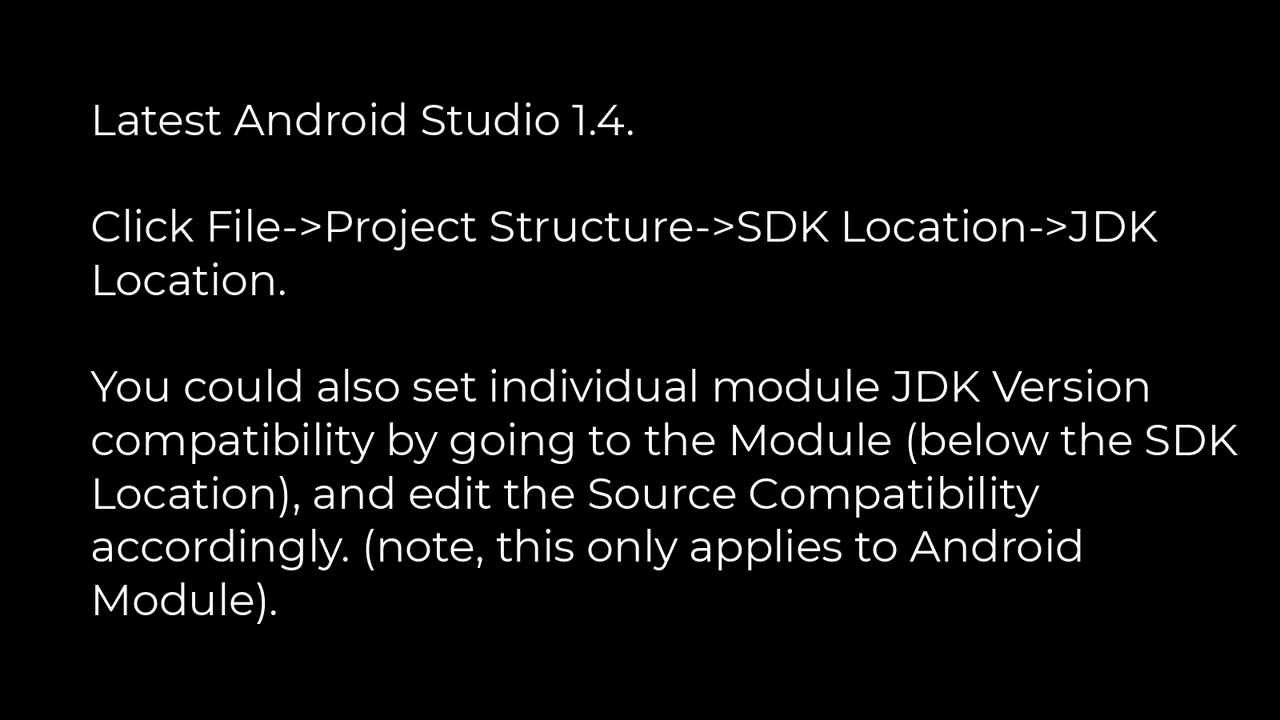 Latest Android Studio 1.4.
Click File->Project Structure->SDK Location->JDK
Location.
You could also set individual module JDK Version
compatibility by going to the Module (below the SDK
Location), and edit the Source Compatibility
accordingly. (note, this only applies to Android
Module).